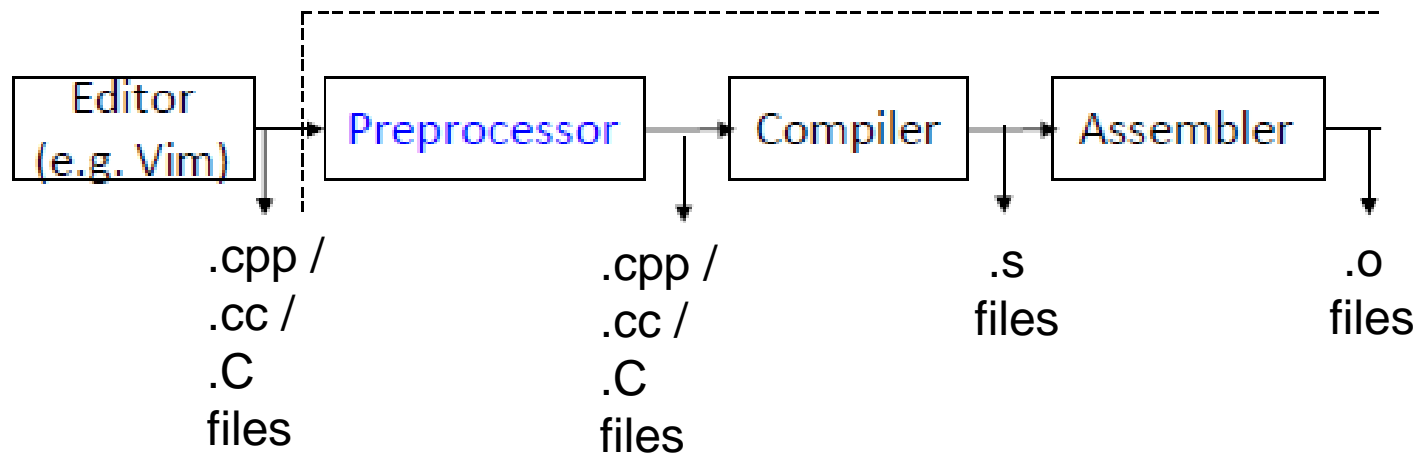 Editor
(e.g. Vim)
Preprocessor
Compiler
Assembler
.cpp /
.cc /
.C
files
.cpp /
.cc /
.C
files
.s
files
.o
files